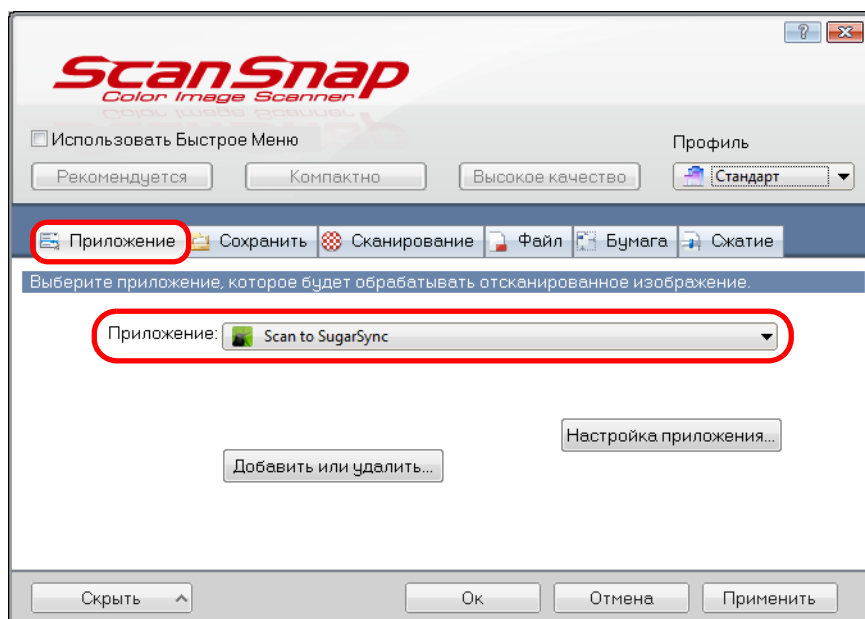 ScanSnap
Color Image Scanner
Использовать Быстрое Меню
Профиль
Рекомендуется Компактно Высокое качество Стандарт
Приложение Сохранить Сканирование Файл Бумага Сжатие
Выберите приложение, которое будет обрабатывать отсканированное изображение.
Приложение: Scan to SugarSync
Настройка приложения...
Добавить или удалить...
Скрыть Ок Отмена Применить